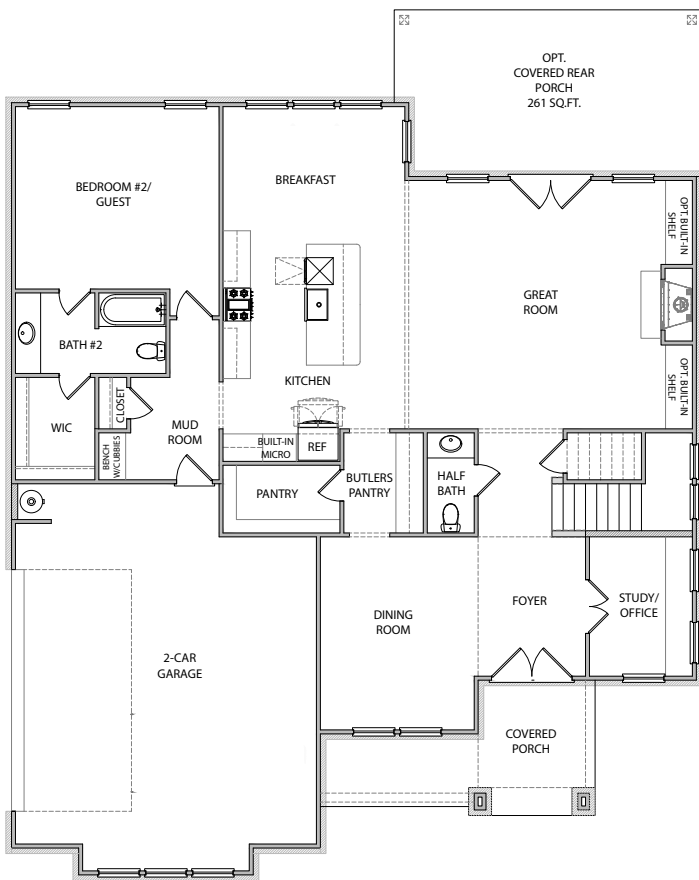 OPT.
COVERED REAR
PORCH
261 SQ.FT.
BREAKFAST
BEDROOM #2/
GUEST
OPT. BUILT-IN
SHELF
GREAT
ROOM
BATH #2
KITCHEN
OPT. BUILT-IN
SHELF
CLOSET
WIC
MUD
ROOM
BENCH
W/CUBBIES
BUILT-IN
MICRO
REF
PANTRY
BUTLERS
PANTRY
HALF
BATH
DINING
ROOM
FOYER
STUDY/
OFFICE
2-CAR
GARAGE
COVERED
PORCH